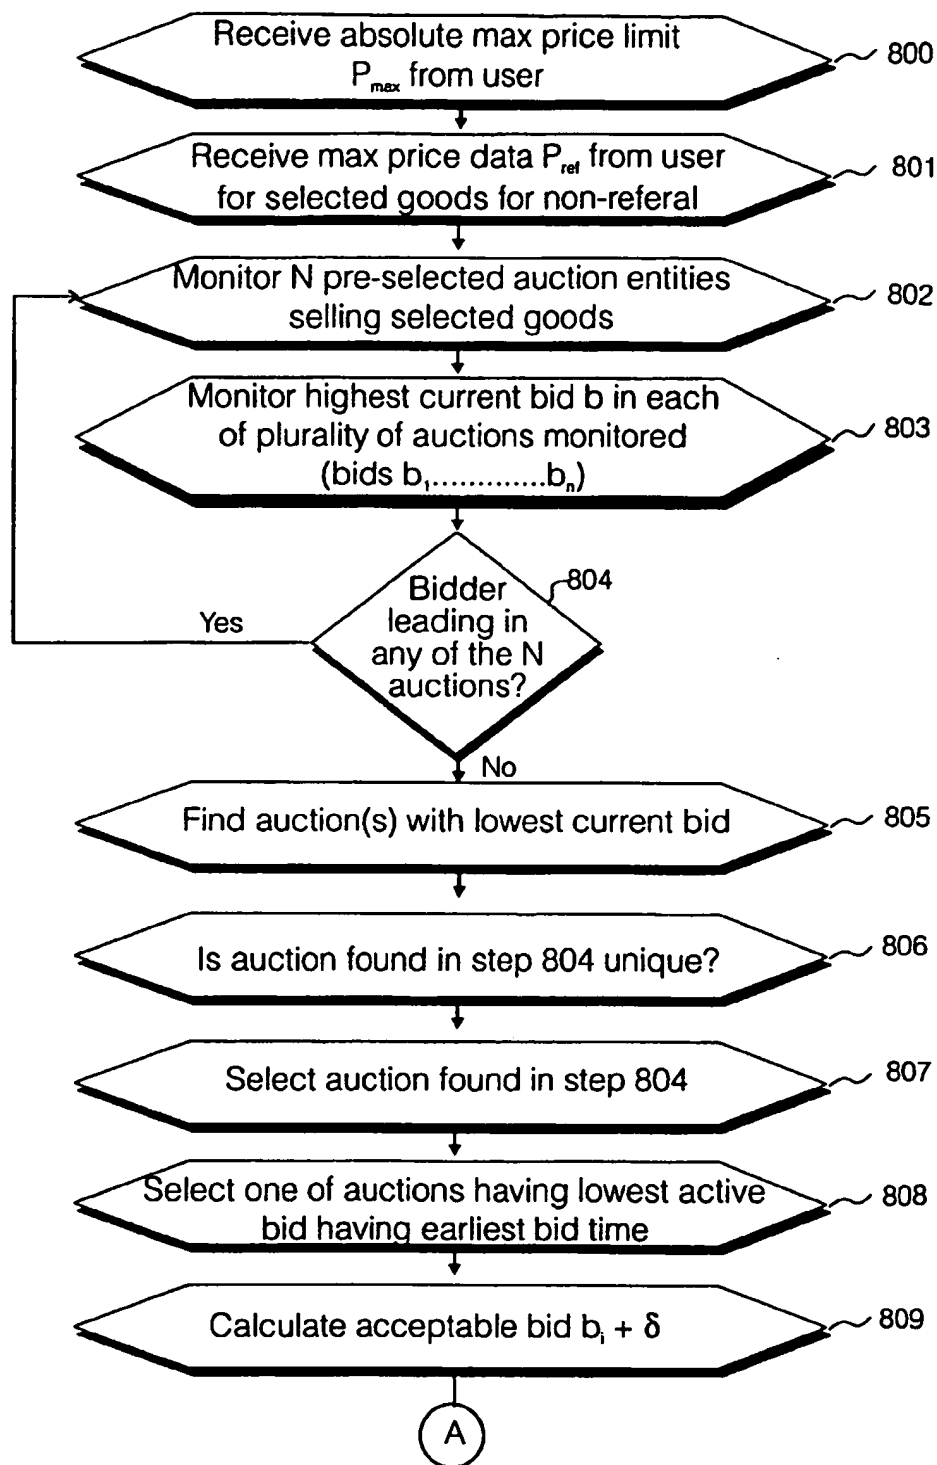 Receive absolute max price limit
Pmax from user
800
Receive max price data Pref from user
for selected goods for non-referal
801
Monitor N pre-selected auction entities
selling selected goods
802
Monitor highest current bid b in each
of plurality of auctions monitored
(bids b1.............bn)
803
Bidder
leading in
any of the N
auctions?
804
Yes
No
Find auction(s) with lowest current bid
805
Is auction found in step 804 unique?
806
Select auction found in step 804
807
Select one of auctions having lowest active
bid having earliest bid time
808
Calculate acceptable bid bi + δ
809
A